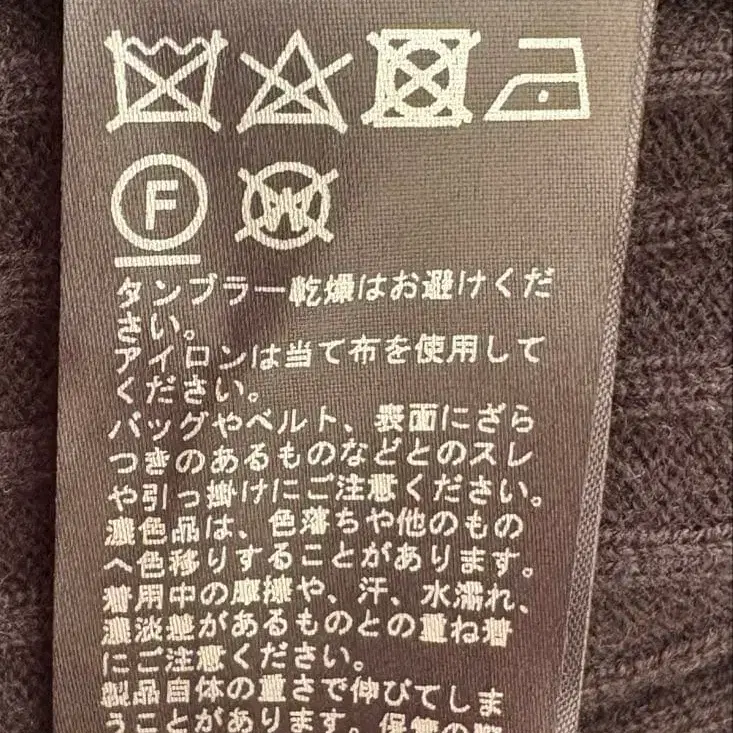 F
W
タンブラー乾燥はお避けくだ
さい。
アイロンは当て布を使用して
ください。
バッグやベルト、表面にざら
つきのあるものなどとのスレ
や引っ掛けにご注意ください。
濃色品は、色落ちや他のもの
へ色移りすることがあります。
着用中の摩擦や、汗、水濡れ、
濃淡差があるものとの重ね着
にご注意ください。
製品自体の重さで伸びてしま
うことがあります。保管の際